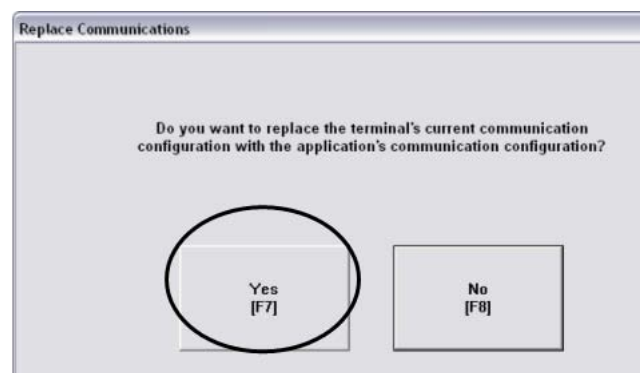 Replace Communications
Do you want to replace the terminal's current communication
configuration with the application's communication configuration?
Yes
[F7]
No
[F8]